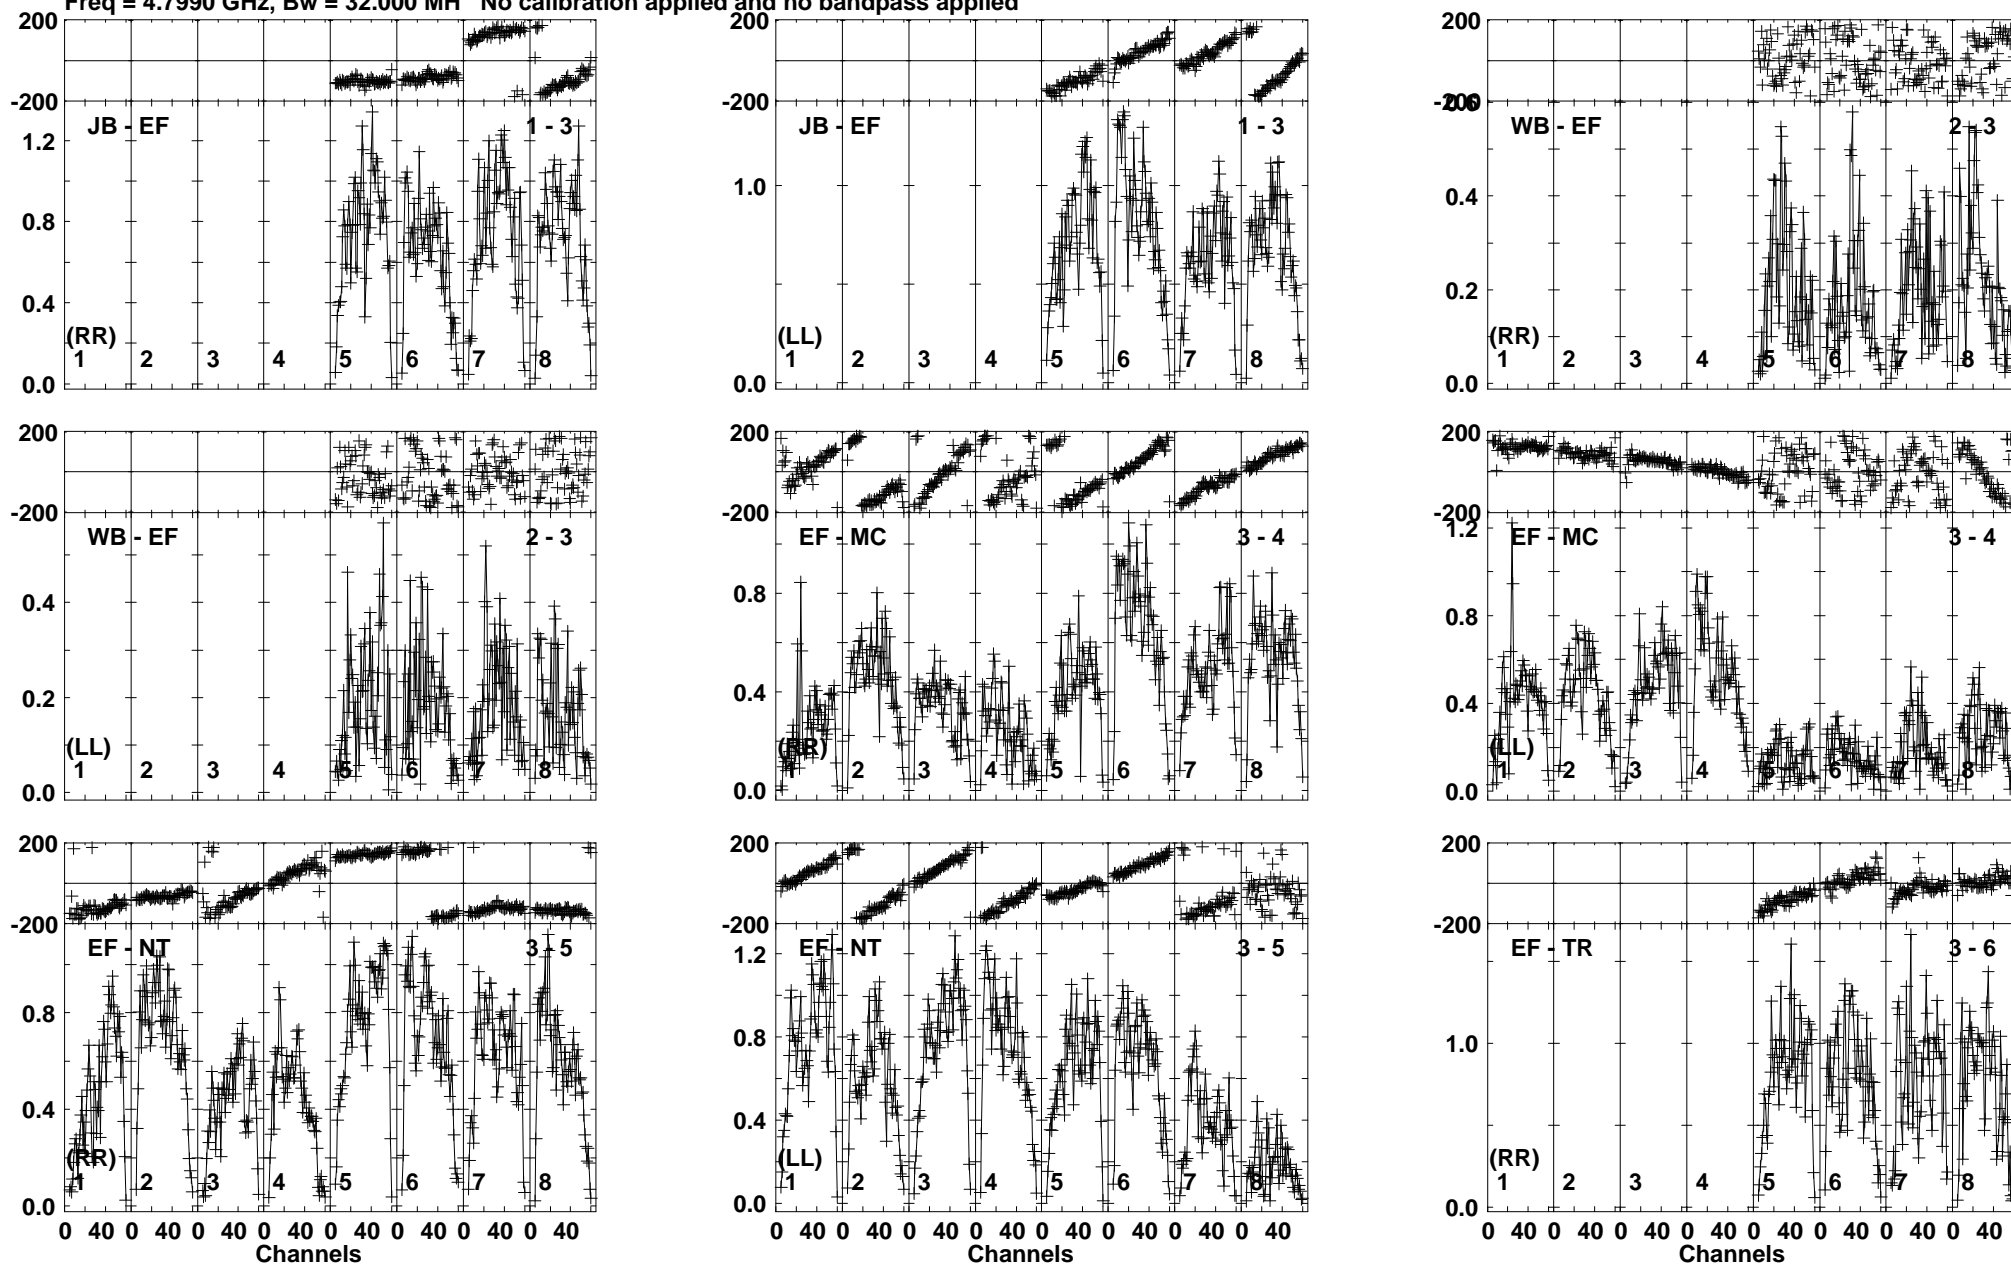 Freq = 4.7990 GHz, Bw = 32.000 MH No calibration applied and no bandpass applied
200 200 200
-200 -200 -200
JB - EF 1 - 3 JB - EF 1 - 3 WB - EF 2 - 3
1.2 1.0 0.6
0.8 0.4
0.4 0.2
(RR) (LL) (RR)
1 2 3 4 5 6 7 8 1 2 3 4 5 6 7 8 1 2 3 4 5 6 7 8
0.0 0.0 0.0
200 200 200
-200 -200 -200
WB - EF 2 - 3 EF - MC 3 - 4 EF - MC 3 - 4
1.2
0.4 0.8 0.8
0.2 0.4 0.4
(LL) (RR) (LL)
1 2 3 4 5 6 7 8 1 2 3 4 5 6 7 8 1 2 3 4 5 6 7 8
0.0 0.0 0.0
200 200 200
-200 -200 -200
EF - NT 3 - 5 EF - NT 3 - 5 EF - TR 3 - 6
1.2
0.8 0.8 1.0
0.4 0.4
(RR) (LL) (RR)
1 2 3 4 5 6 7 8 1 2 3 4 5 6 7 8 1 2 3 4 5 6 7 8
0.0 0.0 0.0
0 40 0 40 0 40 0 40 0 40 0 40 0 40 0 40 0 40 0 40 0 40 0 40 0 40 0 40 0 40 0 40 0 40 0 40 0 40 0 40 0 40 0 40 0 40 0 40
Channels Channels Channels